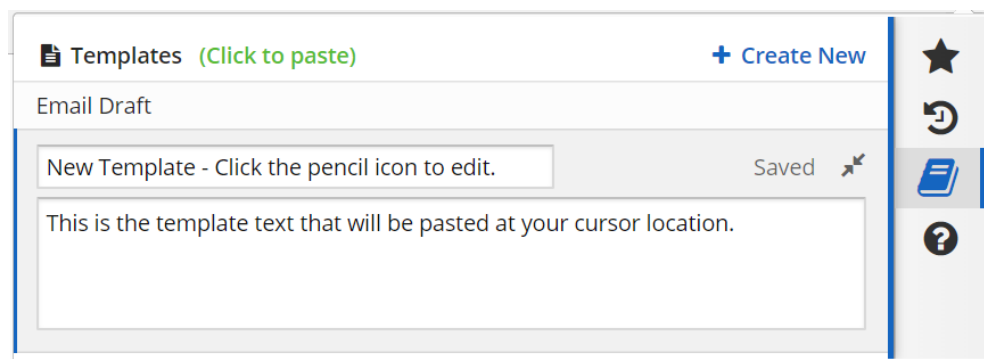 Templates (Click to paste) + Create New
Email Draft
New Template - Click the pencil icon to edit. Saved
This is the template text that will be pasted at your cursor location.